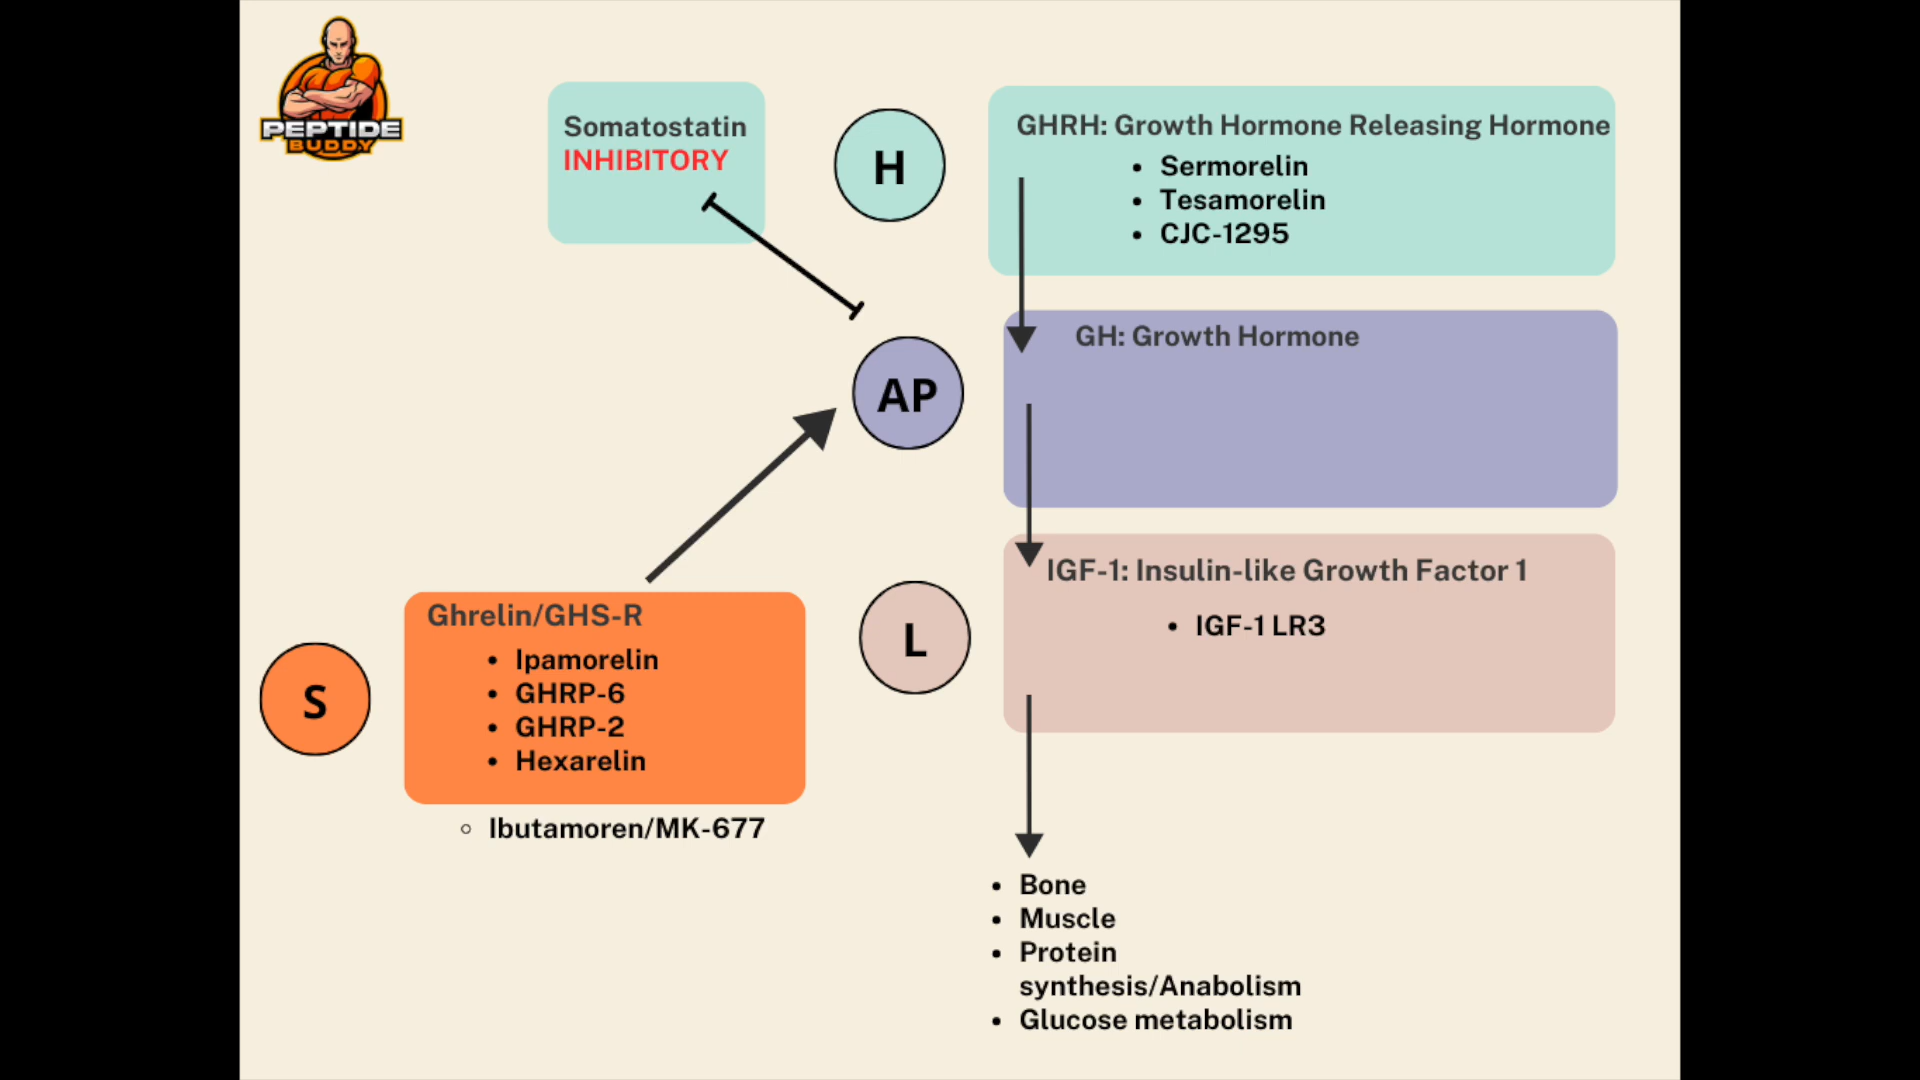 PEPTIDE
BUDDY
Somatostatin
INHIBITORY
H
GHRH: Growth Hormone Releasing Hormone
• Sermorelin
• Tesamorelin
• CJC-1295
AP
GH: Growth Hormone
L
IGF-1: Insulin-like Growth Factor 1
• IGF-1 LR3
S
Ghrelin/GHS-R
• Ipamorelin
• GHRP-6
• GHRP-2
• Hexarelin
◦ Ibutamoren/MK-677
• Bone
• Muscle
• Protein
synthesis/Anabolism
• Glucose metabolism